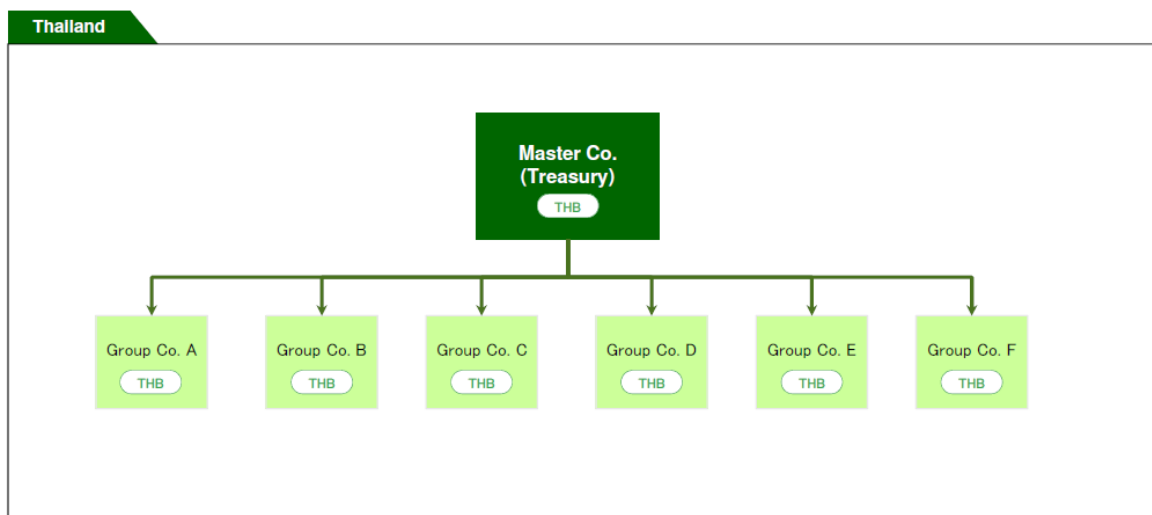 Thailand
Master Co.
(Treasury)
THB
Group Co. A
THB
Group Co. B
THB
Group Co. C
THB
Group Co. D
THB
Group Co. E
THB
Group Co. F
THB